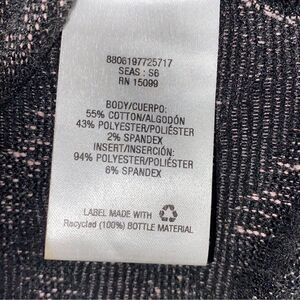 8806197725717
SEAS : S6
RN 15099
BODY/CUERPO:
55% COTTON/ALGODÓN
43% POLYESTER/POLIÉSTER
2% SPANDEX
INSERT/INSERCIÓN:
94% POLYESTER/POLIÉSTER
6% SPANDEX
LABEL MADE WITH
Recycled (100%) BOTTLE MATERIAL